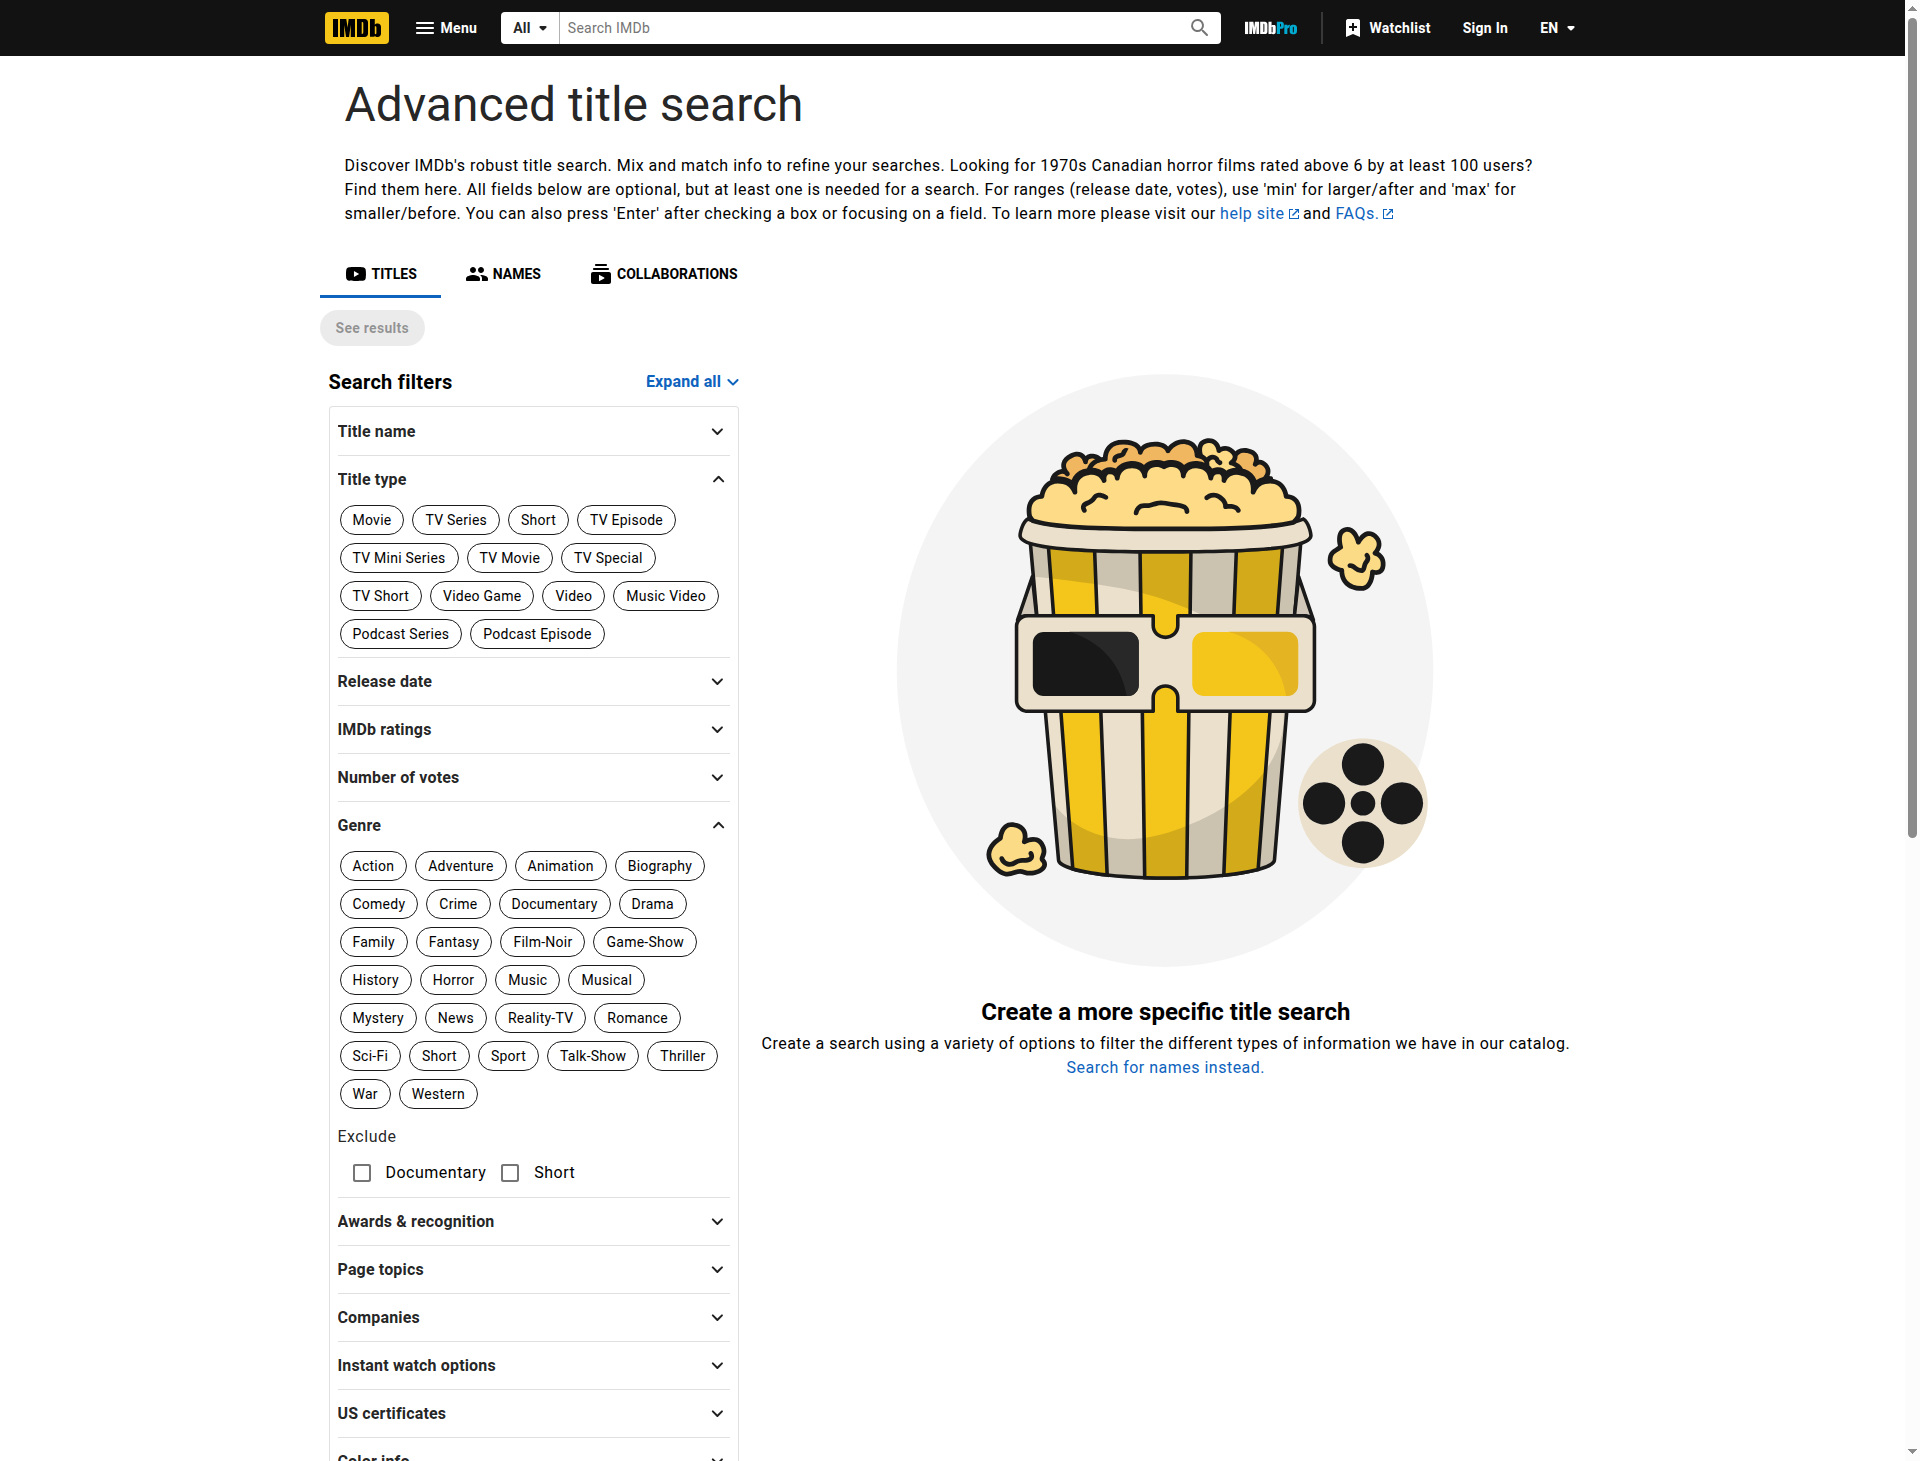 IMDb Menu All Search IMDb IMDbPro Watchlist Sign In EN
Advanced title search
Discover IMDb's robust title search. Mix and match info to refine your searches. Looking for 1970s Canadian horror films rated above 6 by at least 100 users?
Find them here. All fields below are optional, but at least one is needed for a search. For ranges (release date, votes), use 'min' for larger/after and 'max' for
smaller/before. You can also press 'Enter' after checking a box or focusing on a field. To learn more please visit our help site and FAQs.
TITLES NAMES COLLABORATIONS
See results
Search filters Expand all
Title name
Title type
Movie TV Series Short TV Episode
TV Mini Series TV Movie TV Special
TV Short Video Game Video Music Video
Podcast Series Podcast Episode
Release date
IMDb ratings
Number of votes
Genre
Action Adventure Animation Biography
Comedy Crime Documentary Drama
Family Fantasy Film-Noir Game-Show
History Horror Music Musical
Mystery News Reality-TV Romance
Sci-Fi Short Sport Talk-Show Thriller
War Western
Exclude
Documentary Short
Awards & recognition
Page topics
Companies
Instant watch options
US certificates
Color info
Create a more specific title search
Create a search using a variety of options to filter the different types of information we have in our catalog.
Search for names instead.